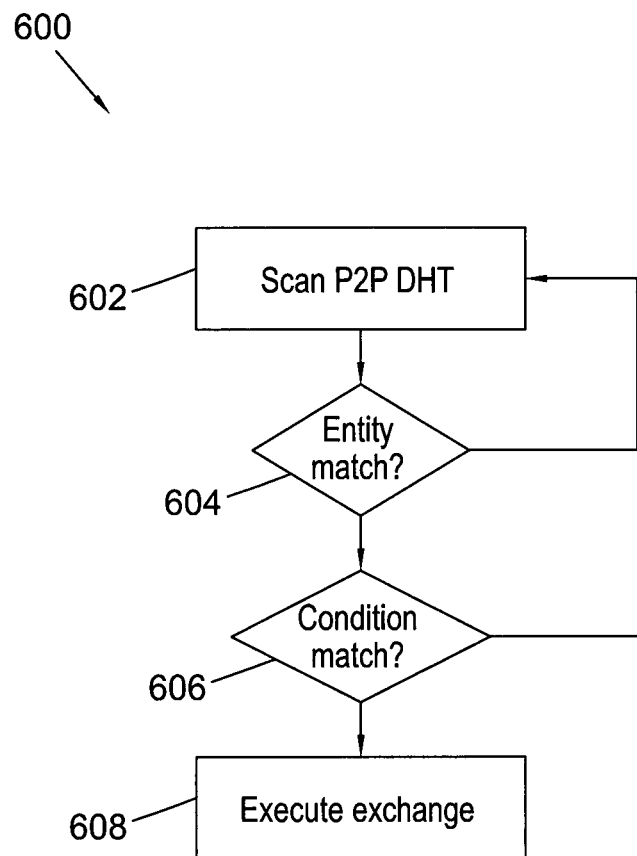 600
602
Scan P2P DHT
Entity
match?
604
Condition
match?
606
608
Execute exchange